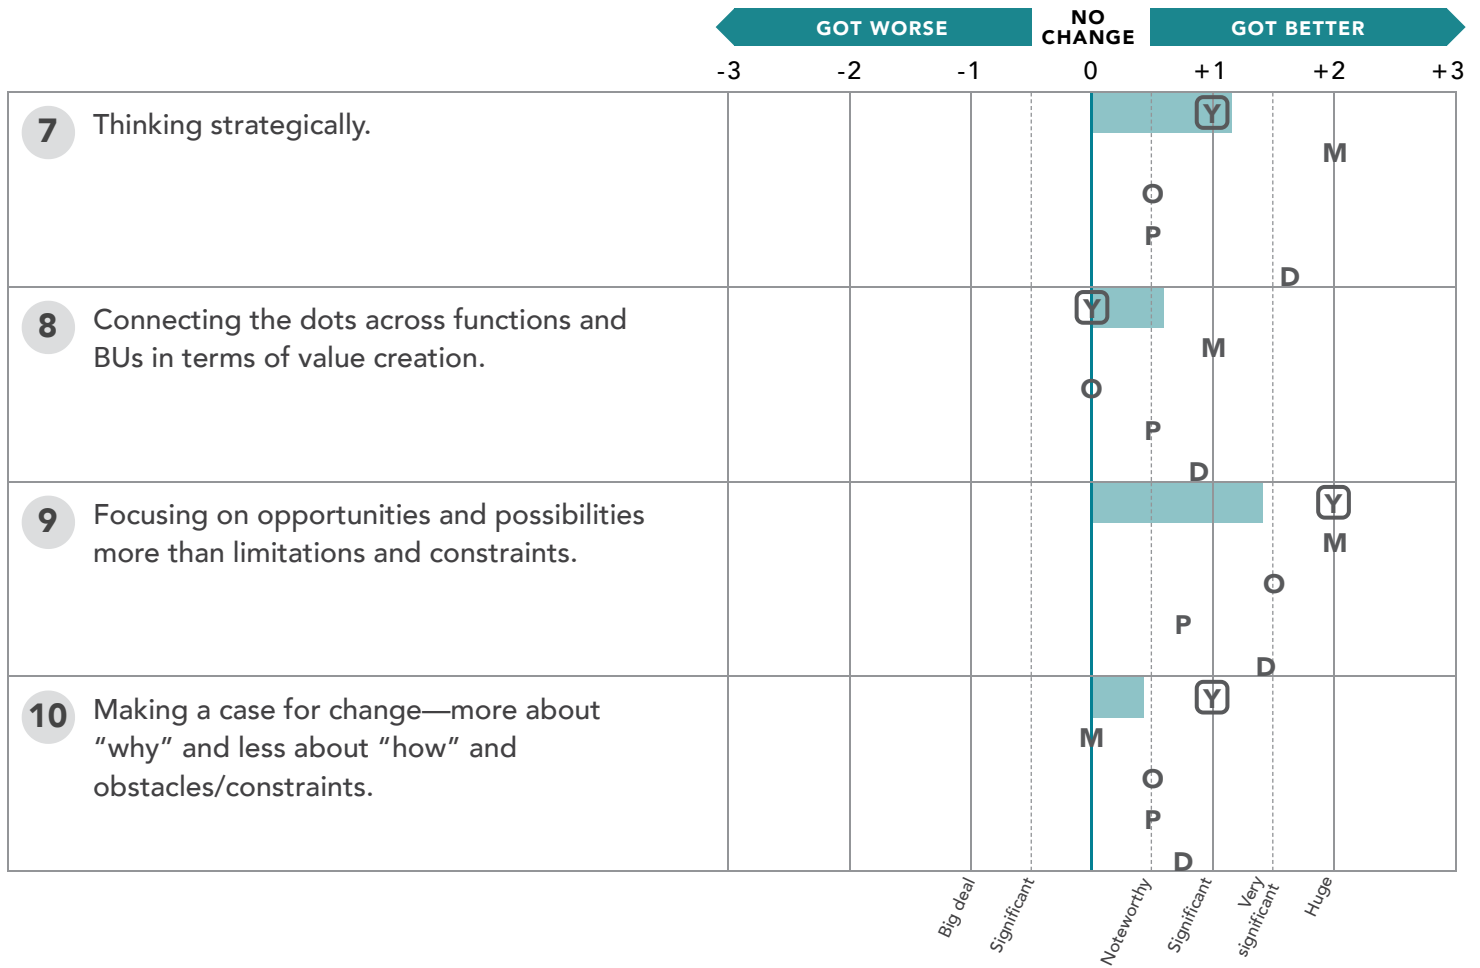 GOT WORSE
NO
CHANGE
GOT BETTER
-3 -2 -1 0 +1 +2 +3
7 Thinking strategically.
Y
M
O
P
D
8 Connecting the dots across functions and
BUs in terms of value creation.
Y
M
O
P
D
9 Focusing on opportunities and possibilities
more than limitations and constraints.
Y
M
O
P
D
10 Making a case for change—more about
“why” and less about “how” and
obstacles/constraints.
Y
M
O
P
D
Big deal
Significant
Noteworthy
Significant
Very
significant
Huge